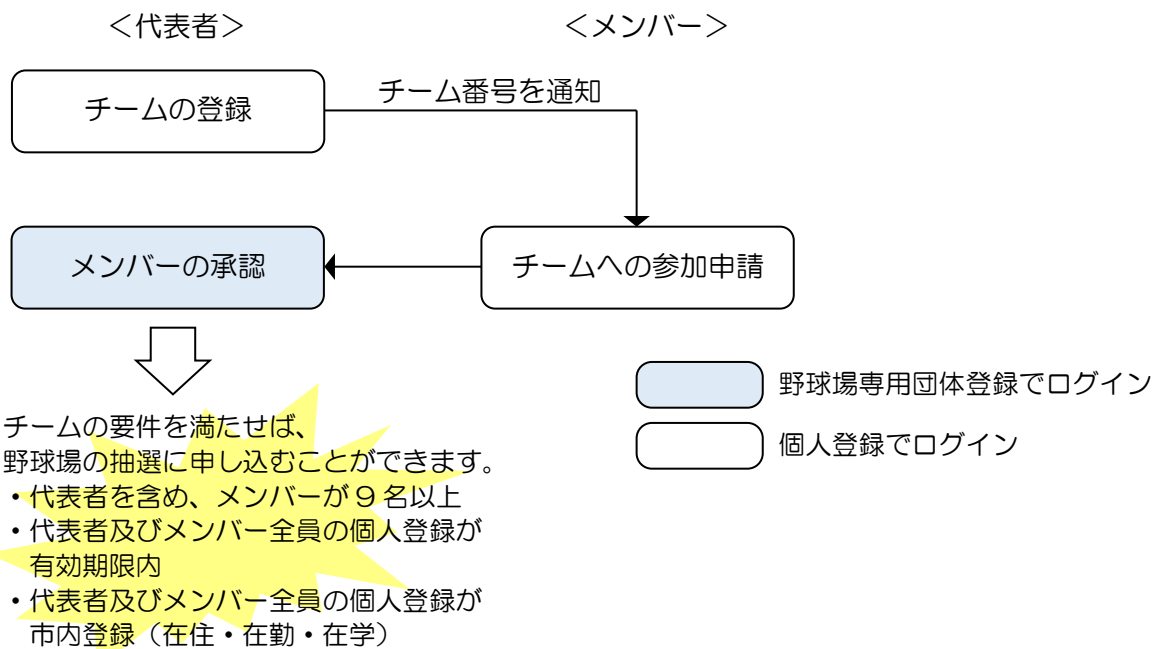 ＜代表者＞
＜メンバー＞
チームの登録
チーム番号を通知
メンバーの承認
チームへの参加申請
野球場専用団体登録でログイン
個人登録でログイン
チームの要件を満たせば、
野球場の抽選に申し込むことができます。
・代表者を含め、メンバーが９名以上
・代表者及びメンバー全員の個人登録が
有効期限内
・代表者及びメンバー全員の個人登録が
市内登録（在住・在勤・在学）